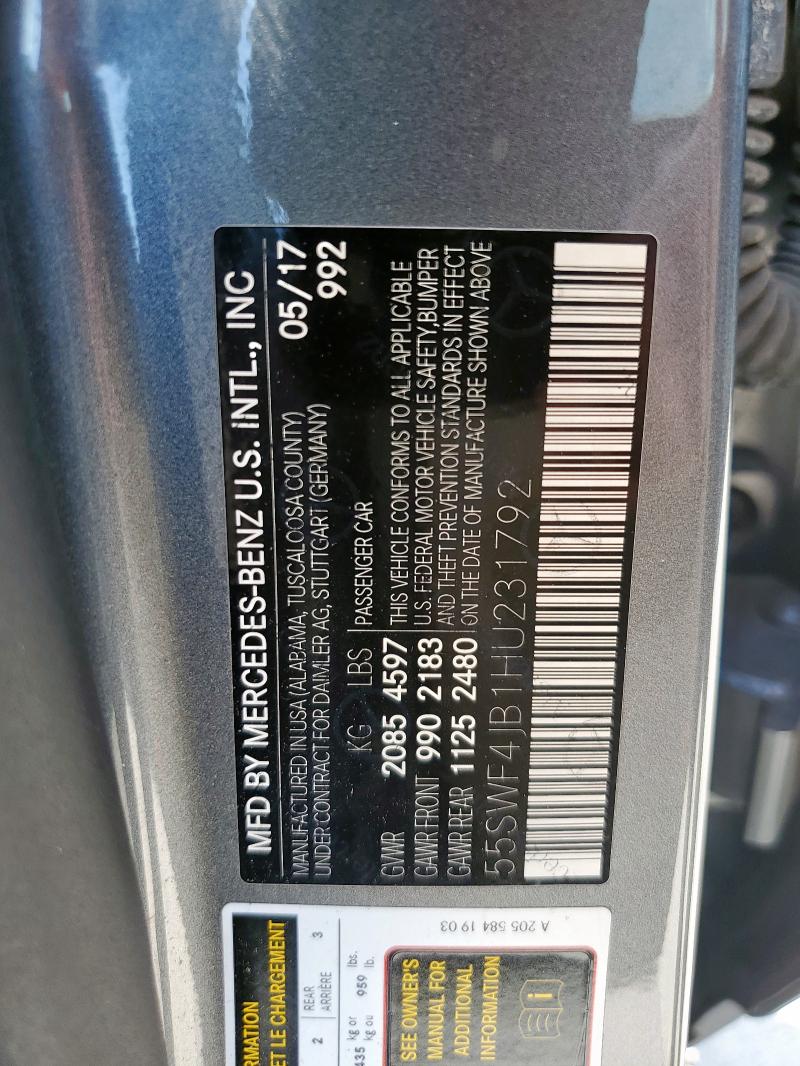 MFD BY MERCEDES-BENZ U.S. INTL., INC
MANUFACTURED IN USA (ALABAMA, TUSCALOOSA COUNTY) 05/17
UNDER CONTRACT FOR DAIMLER AG, STUTTGART (GERMANY) 992
KG LBS PASSENGER CAR
GVWR 2085 4597 THIS VEHICLE CONFORMS TO ALL APPLICABLE
GAWR FRONT 990 2183 U.S. FEDERAL MOTOR VEHICLE SAFETY, BUMPER
GAWR REAR 1125 2480 AND THEFT PREVENTION STANDARDS IN EFFECT
ON THE DATE OF MANUFACTURE SHOWN ABOVE
55SWF4JB1HU231792
ET LE CHARGEMENT
2 REAR 3
ARRIÈRE
435 kg or 959 lbs.
kg ou lb.
SEE OWNER'S
MANUAL FOR
ADDITIONAL
INFORMATION
i
A 205 584 19 03